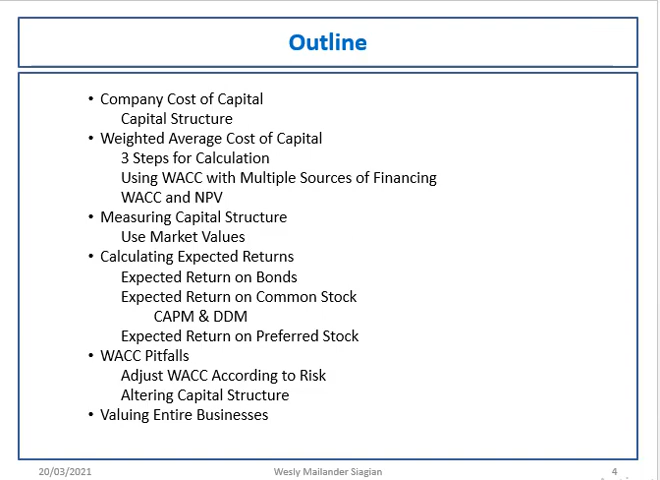 Outline
• Company Cost of Capital
Capital Structure
• Weighted Average Cost of Capital
3 Steps for Calculation
Using WACC with Multiple Sources of Financing
WACC and NPV
• Measuring Capital Structure
Use Market Values
• Calculating Expected Returns
Expected Return on Bonds
Expected Return on Common Stock
CAPM & DDM
Expected Return on Preferred Stock
• WACC Pitfalls
Adjust WACC According to Risk
Altering Capital Structure
• Valuing Entire Businesses
20/03/2021 Wesly Mailander Siagian 4